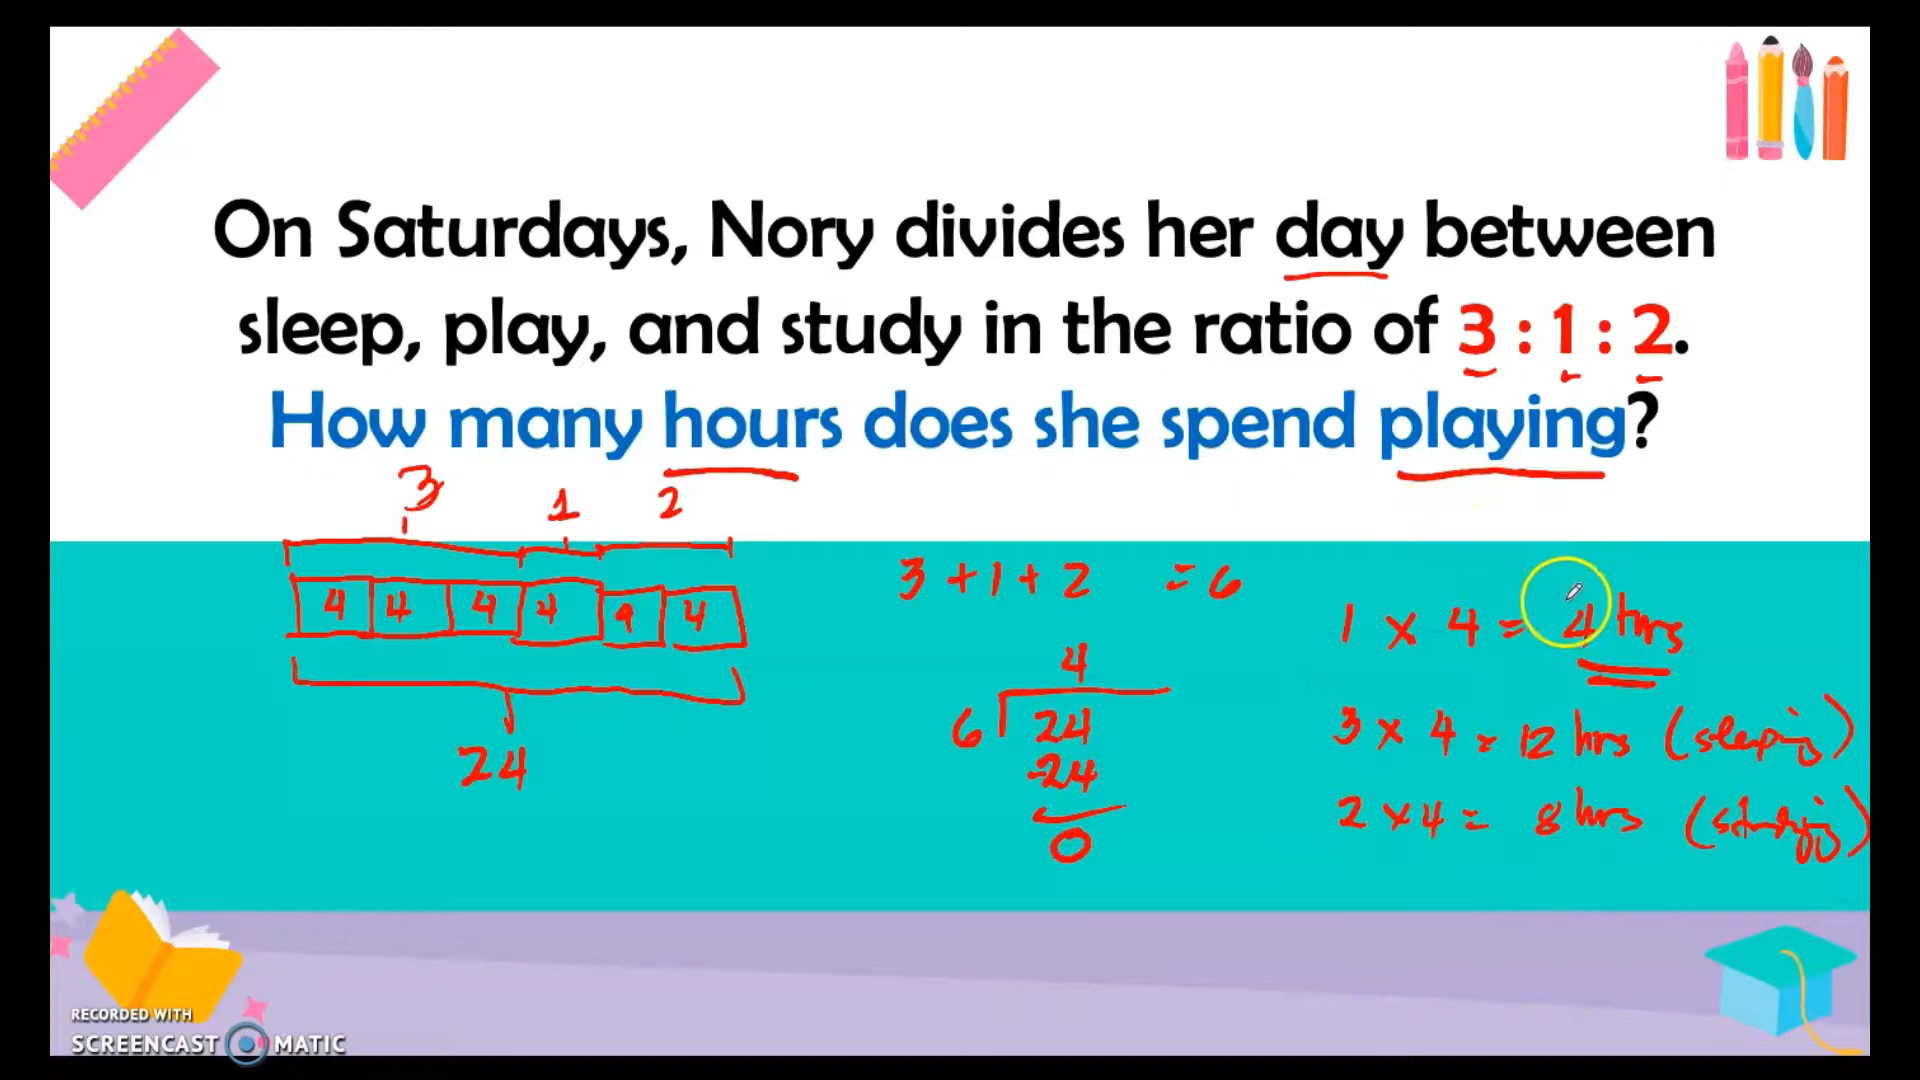 On Saturdays, Nory divides her day between
sleep, play, and study in the ratio of 3 : 1 : 2.
How many hours does she spend playing?
3 1 2
4 4 4 4 4 4
24
3 + 1 + 2 = 6
4
6 24
-24
0
1 x 4 = 4 hrs
3 x 4 = 12 hrs (sleeping)
2 x 4 = 8 hrs (studying)
RECORDED WITH
SCREENCAST MATIC